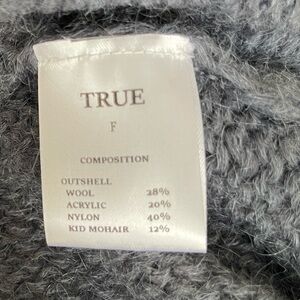 TRUE
F
COMPOSITION
OUTSHELL
WOOL 28%
ACRYLIC 20%
NYLON 40%
KID MOHAIR 12%